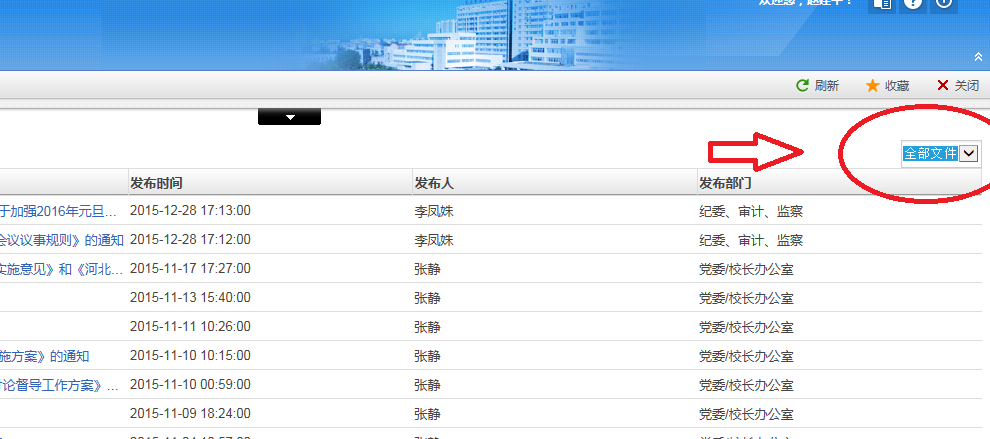 刷新 收藏 关闭
全部文件
发布时间 发布人 发布部门
于加强2016年元旦... 2015-12-28 17:13:00 李凤姝 纪委、审计、监察
会议议事规则》的通知 2015-12-28 17:12:00 李凤姝 纪委、审计、监察
实施意见》和《河北... 2015-11-17 17:27:00 张静 党委/校长办公室
2015-11-13 15:40:00 张静 党委/校长办公室
2015-11-11 10:26:00 张静 党委/校长办公室
施方案》的通知 2015-11-10 10:15:00 张静 党委/校长办公室
讨论督导工作方案》... 2015-11-10 00:59:00 张静 党委/校长办公室
2015-11-09 18:24:00 张静 党委/校长办公室